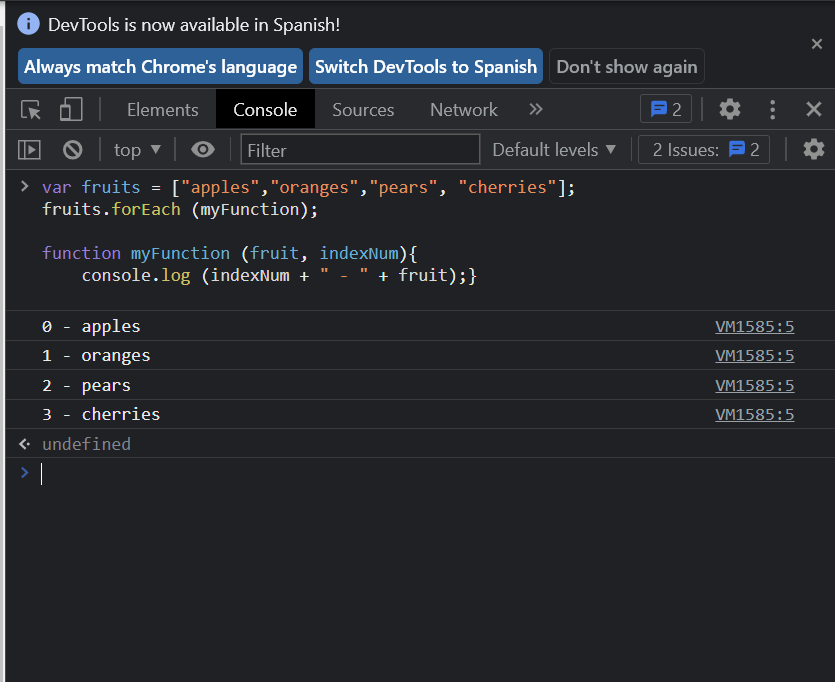 DevTools is now available in Spanish!
Always match Chrome's language Switch DevTools to Spanish Don't show again
Elements Console Sources Network 2
top Filter Default levels 2 Issues: 2
var fruits = ["apples","oranges","pears", "cherries"];
fruits.forEach (myFunction);
function myFunction (fruit, indexNum){
console.log (indexNum + " - " + fruit);}
0 - apples VM1585:5
1 - oranges VM1585:5
2 - pears VM1585:5
3 - cherries VM1585:5
undefined